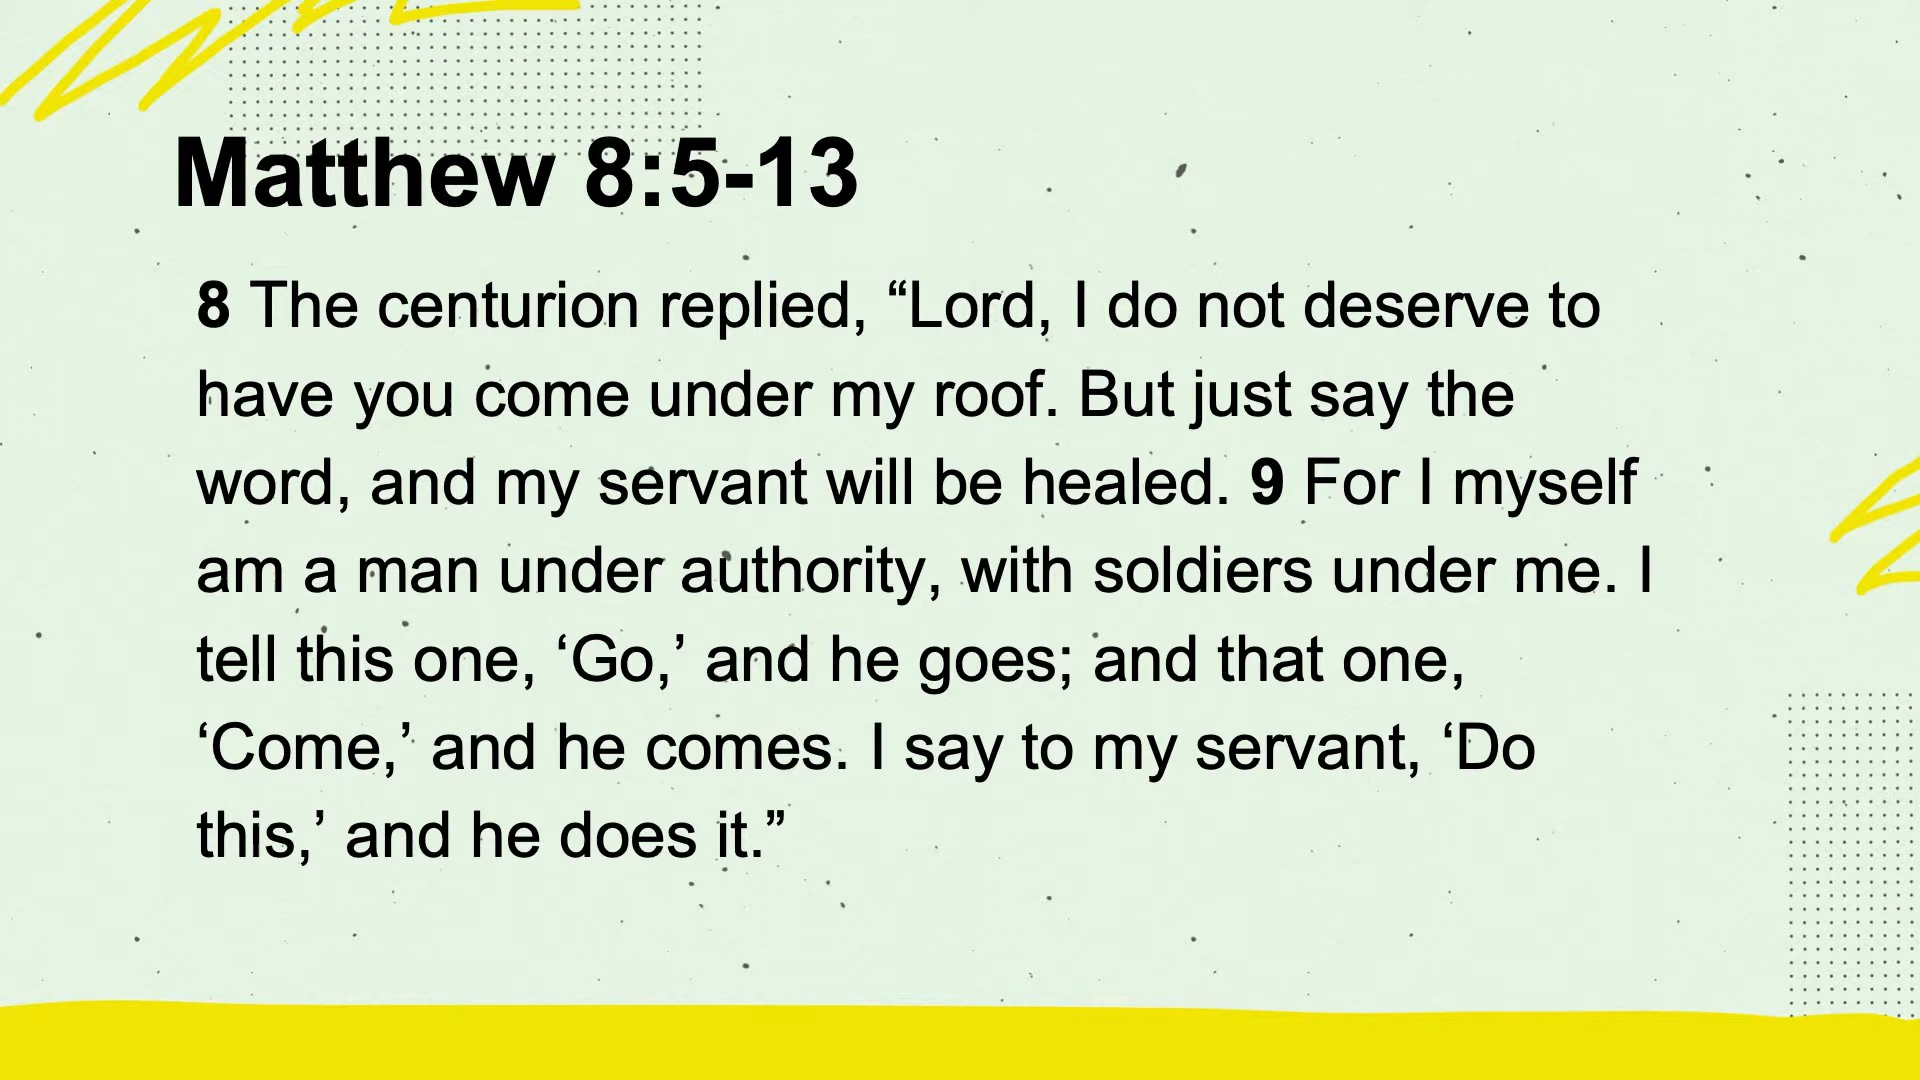 Matthew 8:5-13
8 The centurion replied, “Lord, I do not deserve to
have you come under my roof. But just say the
word, and my servant will be healed. 9 For I myself
am a man under authority, with soldiers under me. I
tell this one, ‘Go,’ and he goes; and that one,
‘Come,’ and he comes. I say to my servant, ‘Do
this,’ and he does it.”